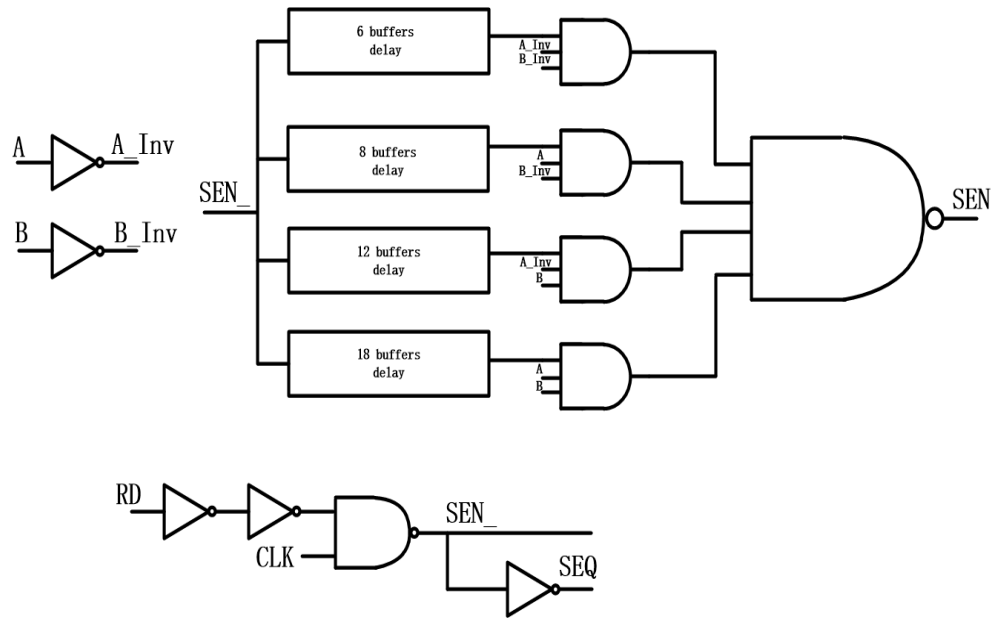 6 buffers
delay
A_Inv
B_Inv
A
A_Inv
8 buffers
delay
A
B_Inv
SEN_
SEN
B
B_Inv
12 buffers
delay
A_Inv
B
18 buffers
delay
A
B
RD
SEN_
CLK
SEQ